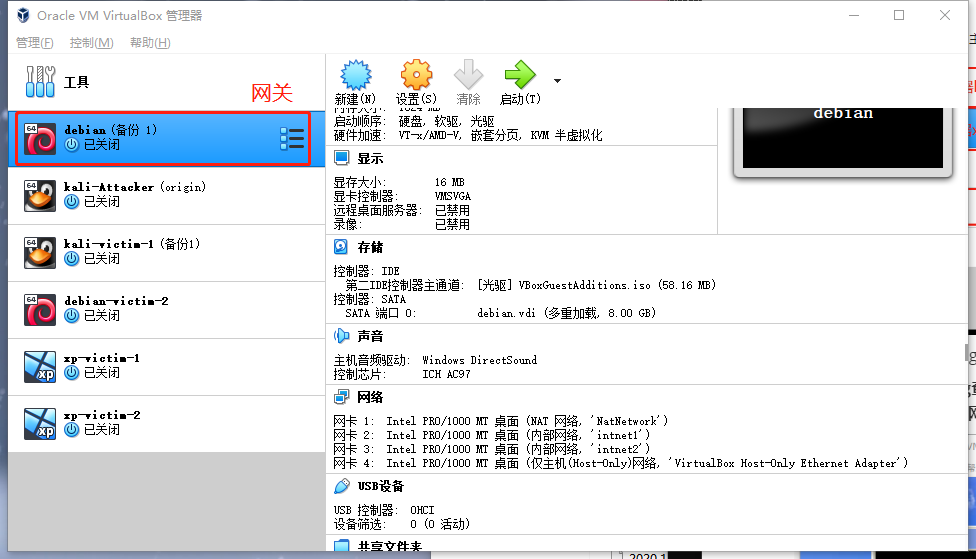 Oracle VM VirtualBox 管理器
管理(F) 控制(M) 帮助(H)
工具
网关
debian (备份 1)
已关闭
kali-Attacker (origin)
已关闭
kali-victim-1 (备份1)
已关闭
debian-victim-2
已关闭
xp-victim-1
已关闭
xp-victim-2
已关闭
新建(N) 设置(S) 清除 启动(T)
内存大小: 1024 MB
启动顺序: 硬盘, 软驱, 光驱
硬件加速: VT-x/AMD-V, 嵌套分页, KVM 半虚拟化
debian
显示
显存大小: 16 MB
显卡控制器: VMSVGA
远程桌面服务器: 已禁用
录像: 已禁用
存储
控制器: IDE
第二IDE控制器主通道: [光驱] VBoxGuestAdditions.iso (58.16 MB)
控制器: SATA
SATA 端口 0: debian.vdi (多重加载, 8.00 GB)
声音
主机音频驱动: Windows DirectSound
控制芯片: ICH AC97
网络
网卡 1: Intel PRO/1000 MT 桌面 (NAT 网络, 'NatNetwork')
网卡 2: Intel PRO/1000 MT 桌面 (内部网络, 'intnet1')
网卡 3: Intel PRO/1000 MT 桌面 (内部网络, 'intnet2')
网卡 4: Intel PRO/1000 MT 桌面 (仅主机(Host-Only)网络, 'VirtualBox Host-Only Ethernet Adapter')
USB设备
USB 控制器: OHCI
设备筛选: 0 (0 活动)
共享文件夹